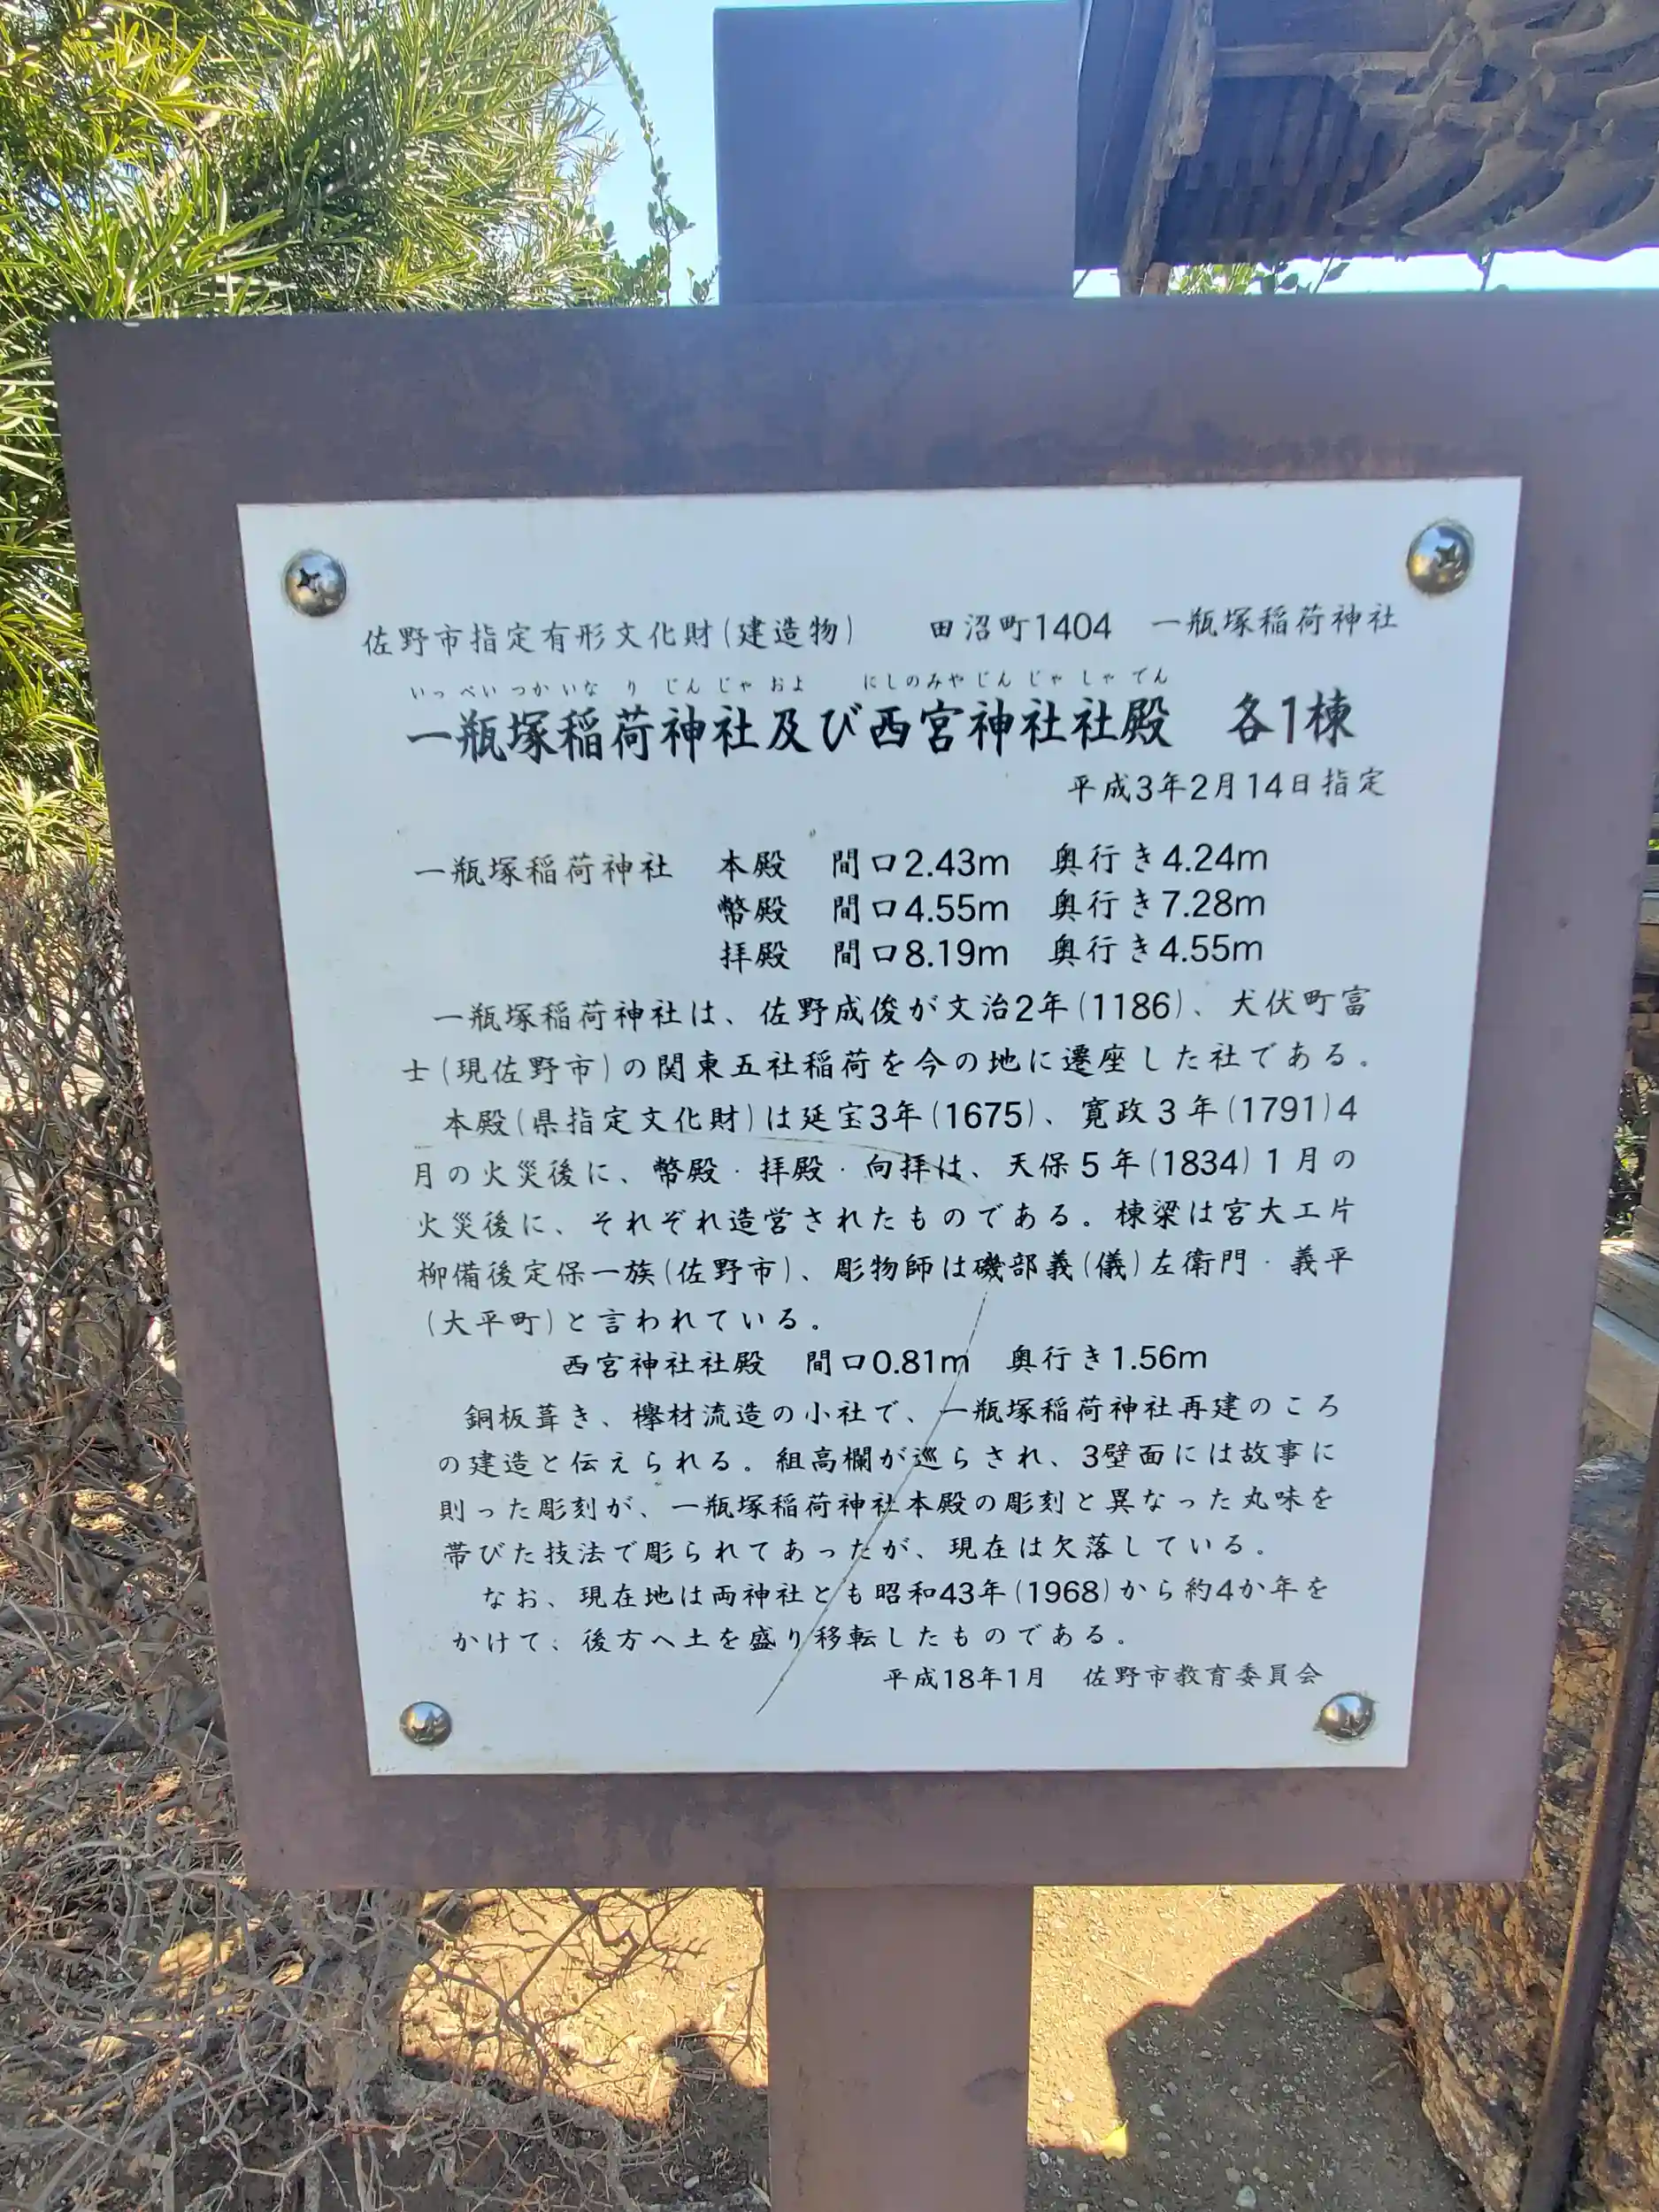 佐野市指定有形文化財(建造物)　田沼町1404　一瓶塚稲荷神社
いっぺいつかいなりじんじゃおよ　にしのみやじんじゃしゃでん
一瓶塚稲荷神社及び西宮神社社殿　各1棟
平成3年2月14日指定
一瓶塚稲荷神社　本殿　間口2.43m　奥行き4.24m
幣殿　間口4.55m　奥行き7.28m
拝殿　間口8.19m　奥行き4.55m
一瓶塚稲荷神社は、佐野成俊が文治2年(1186)、犬伏町富
士(現佐野市)の関東五社稲荷を今の地に遷座した社である。
本殿(県指定文化財)は延宝3年(1675)、寛政3年(1791)4
月の火災後に、幣殿・拝殿・向拝は、天保5年(1834)1月の
火災後に、それぞれ造営されたものである。棟梁は宮大工片
柳備後定保一族(佐野市)、彫物師は磯部義(儀)左衛門・義平
(大平町)と言われている。
西宮神社社殿　間口0.81m　奥行き1.56m
銅板葺き、欅材流造の小社で、一瓶塚稲荷神社再建のころ
の建造と伝えられる。組高欄が巡らされ、3壁面には故事に
則った彫刻が、一瓶塚稲荷神社本殿の彫刻と異なった丸味を
帯びた技法で彫られてあったが、現在は欠落している。
なお、現在地は両神社とも昭和43年(1968)から約4か年を
かけて、後方へ土を盛り移転したものである。
平成18年1月　佐野市教育委員会